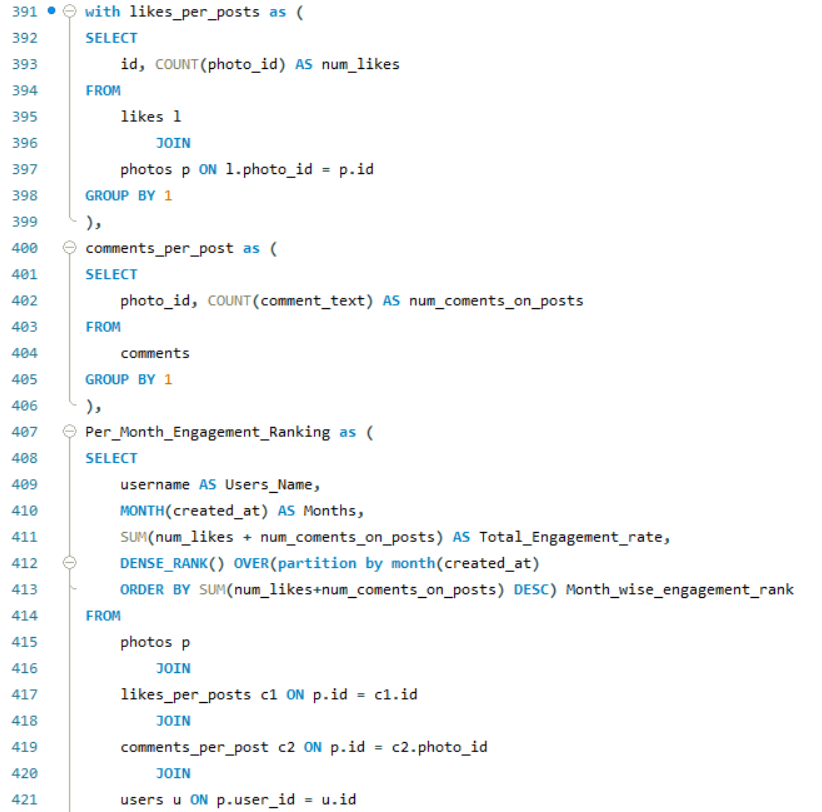 391 with likes_per_posts as (
392 SELECT
393 id, COUNT(photo_id) AS num_likes
394 FROM
395 likes l
396 JOIN
397 photos p ON l.photo_id = p.id
398 GROUP BY 1
399 ),
400 comments_per_post as (
401 SELECT
402 photo_id, COUNT(comment_text) AS num_coments_on_posts
403 FROM
404 comments
405 GROUP BY 1
406 ),
407 Per_Month_Engagement_Ranking as (
408 SELECT
409 username AS Users_Name,
410 MONTH(created_at) AS Months,
411 SUM(num_likes + num_coments_on_posts) AS Total_Engagement_rate,
412 DENSE_RANK() OVER(partition by month(created_at)
413 ORDER BY SUM(num_likes+num_coments_on_posts) DESC) Month_wise_engagement_rank
414 FROM
415 photos p
416 JOIN
417 likes_per_posts c1 ON p.id = c1.id
418 JOIN
419 comments_per_post c2 ON p.id = c2.photo_id
420 JOIN
421 users u ON p.user_id = u.id